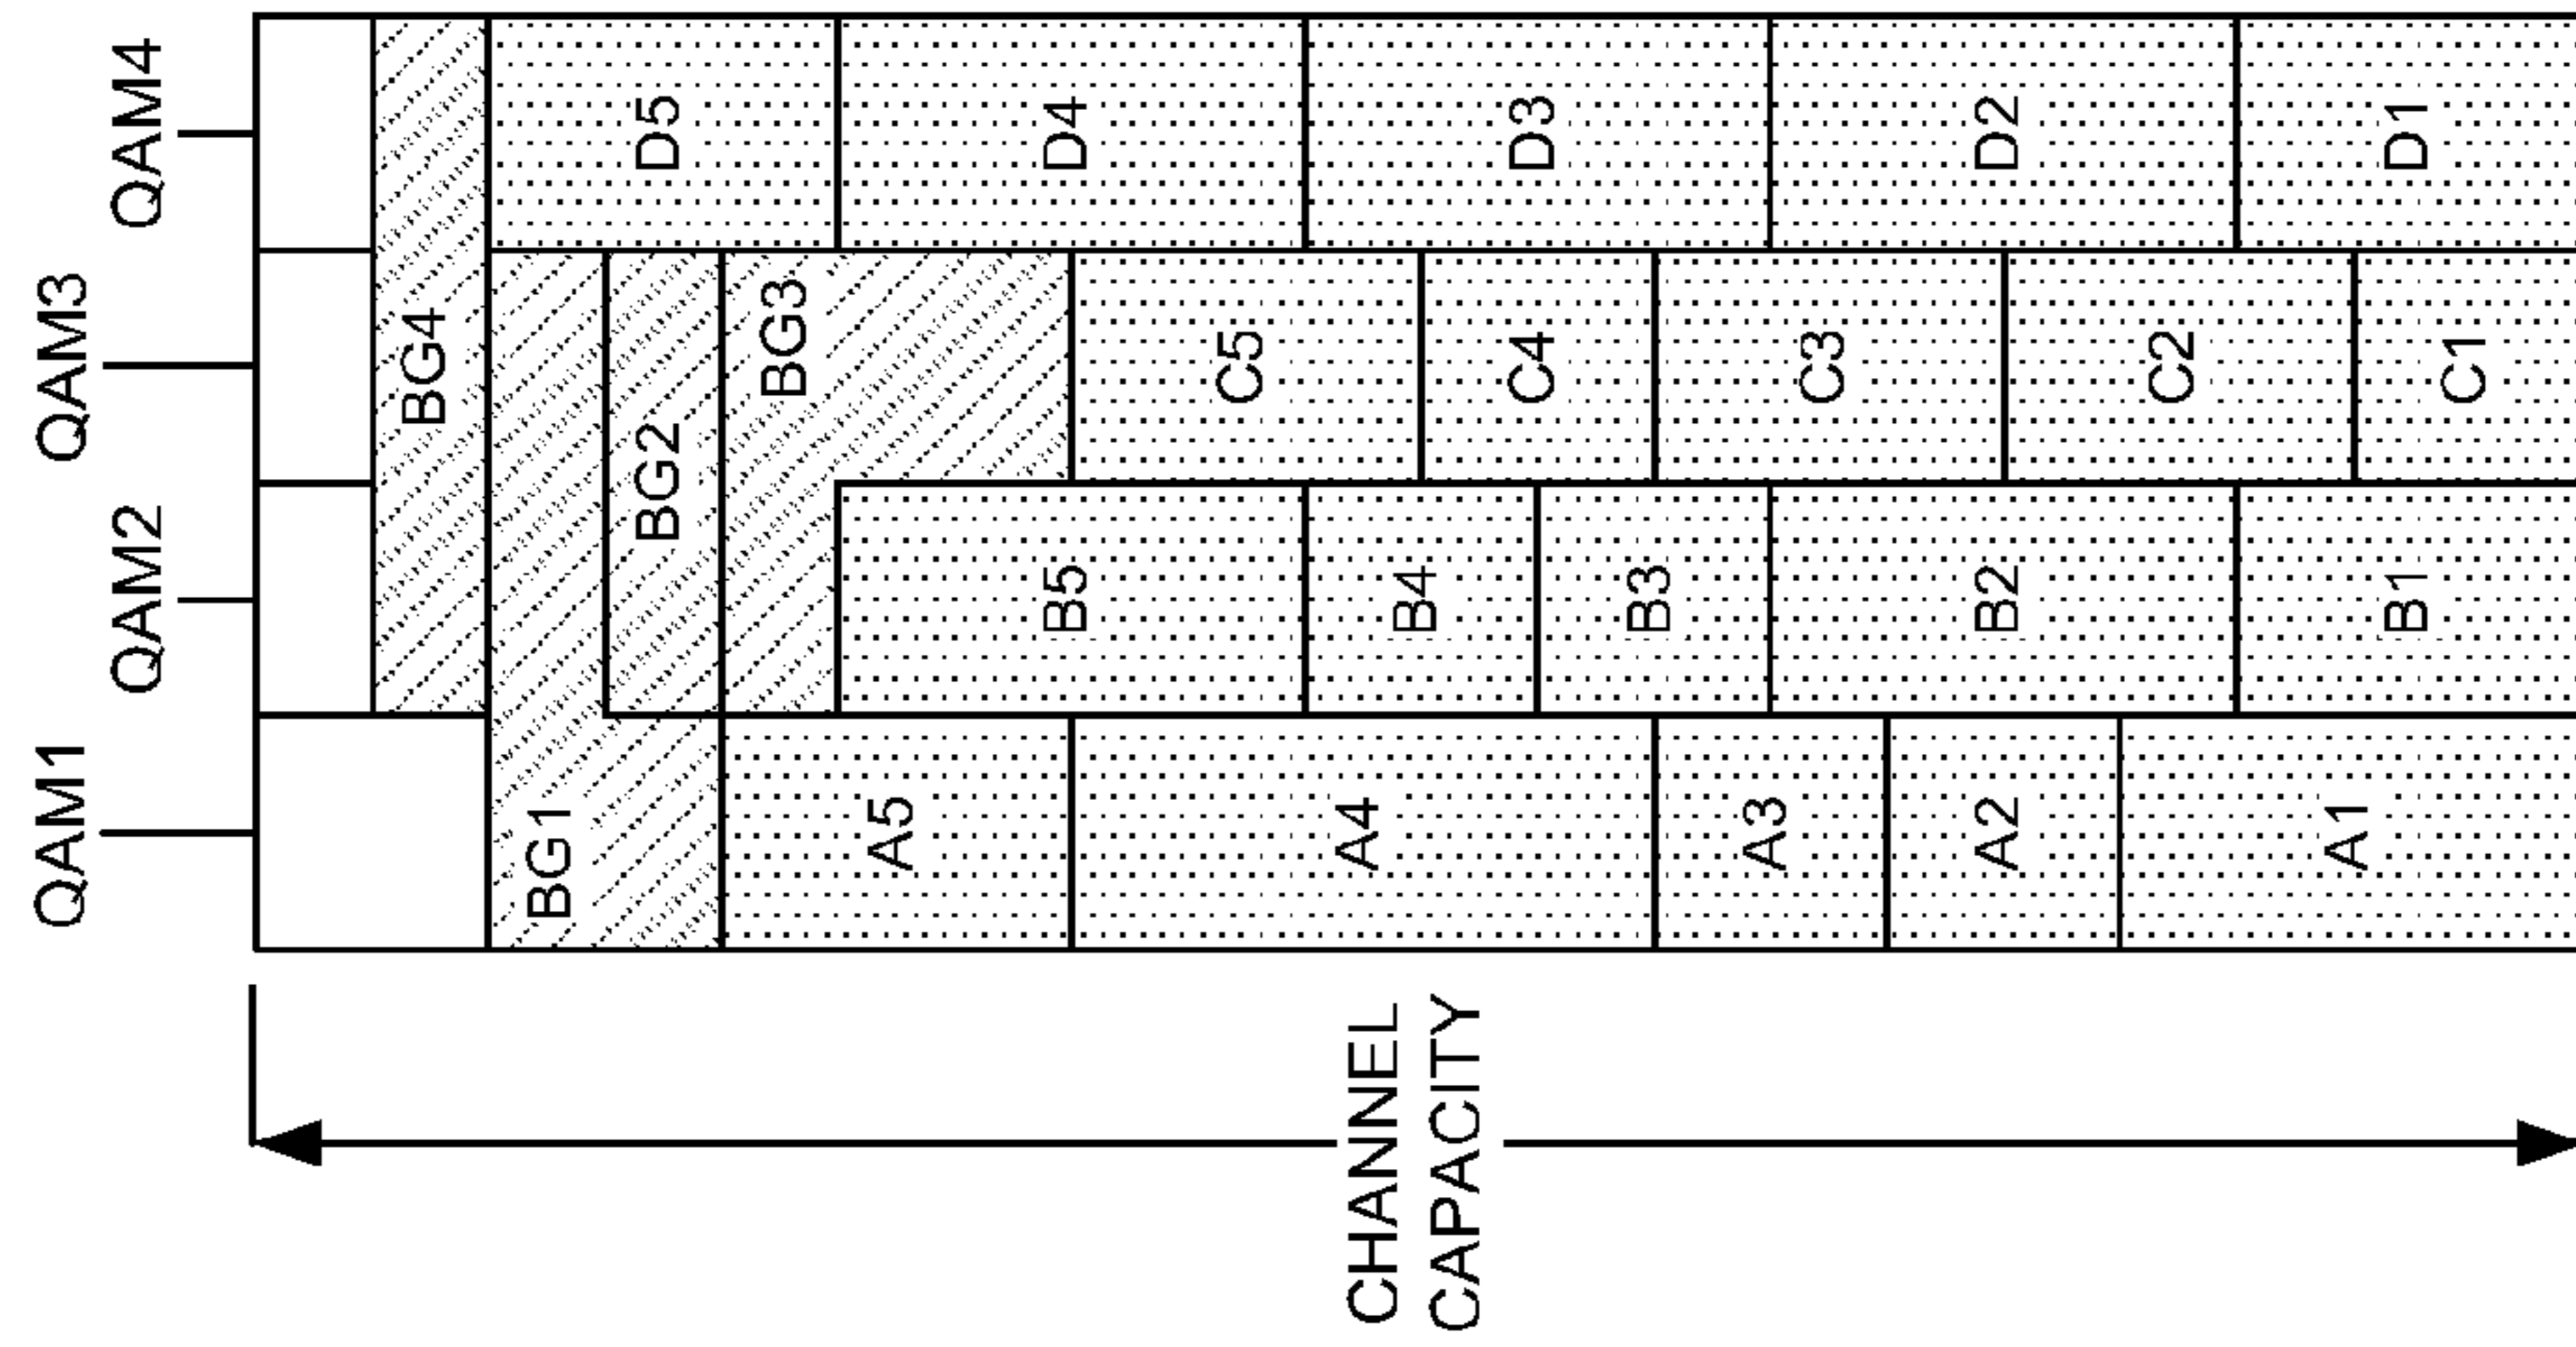 QAM1
QAM2
QAM3
QAM4
BG4
BG1
BG2
D5
BG3
A5
B5
D4
C5
A4
B4
C4
D3
B3
A3
C3
A2
B2
D2
C2
A1
B1
D1
C1
CHANNEL
CAPACITY